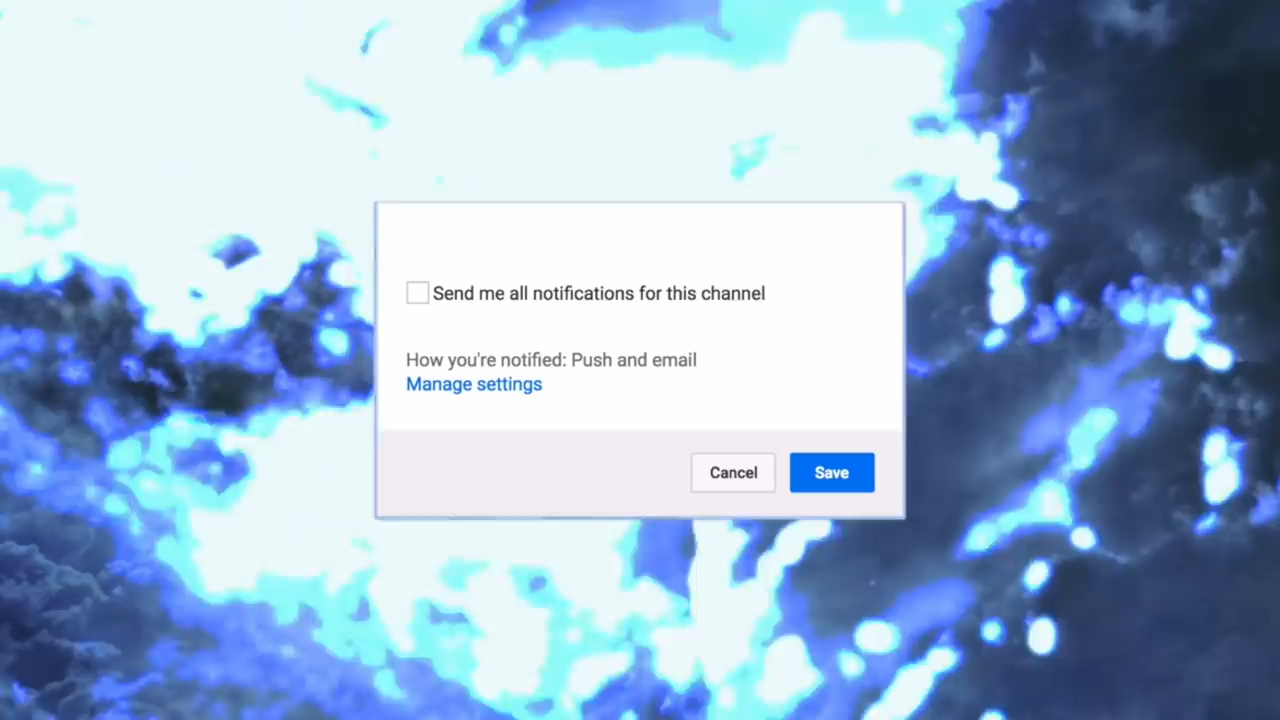 Send me all notifications for this channel
How you're notified: Push and email
Manage settings
Cancel
Save